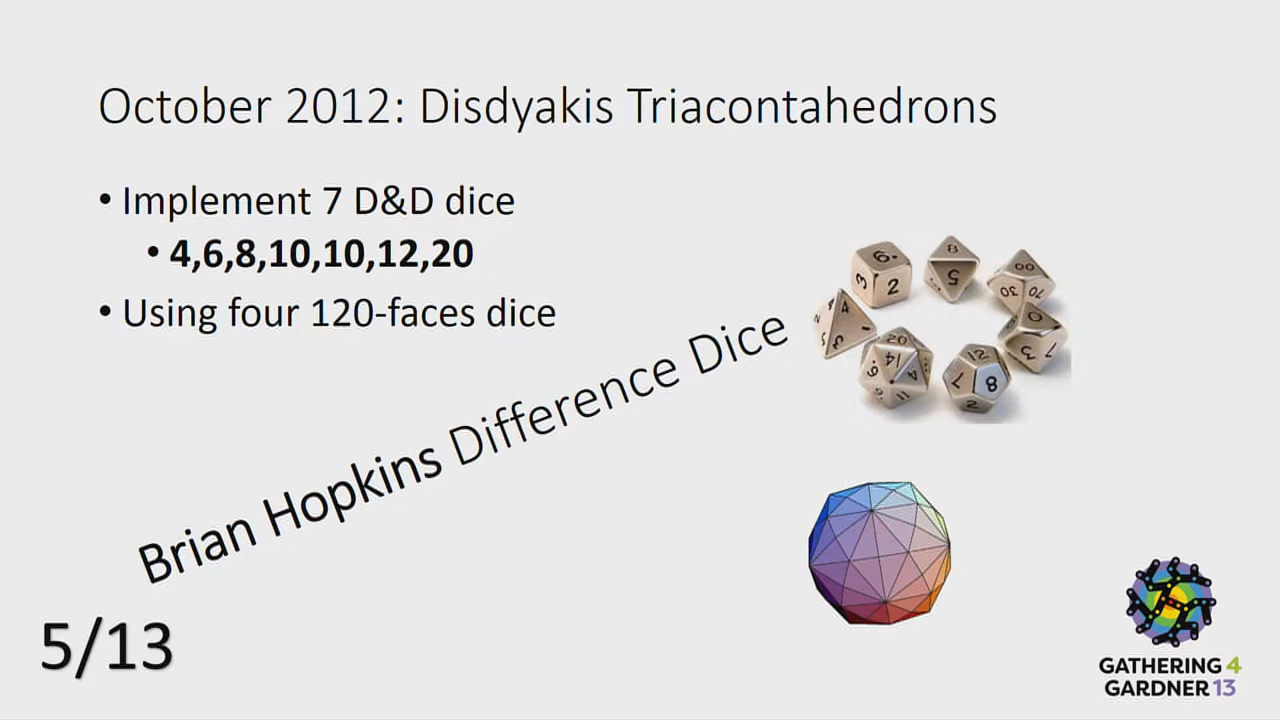 October 2012: Disdyakis Triacontahedrons
• Implement 7 D&D dice
• 4,6,8,10,10,12,20
• Using four 120-faces dice
Brian Hopkins Difference Dice
5/13
GATHERING 4
GARDNER 13